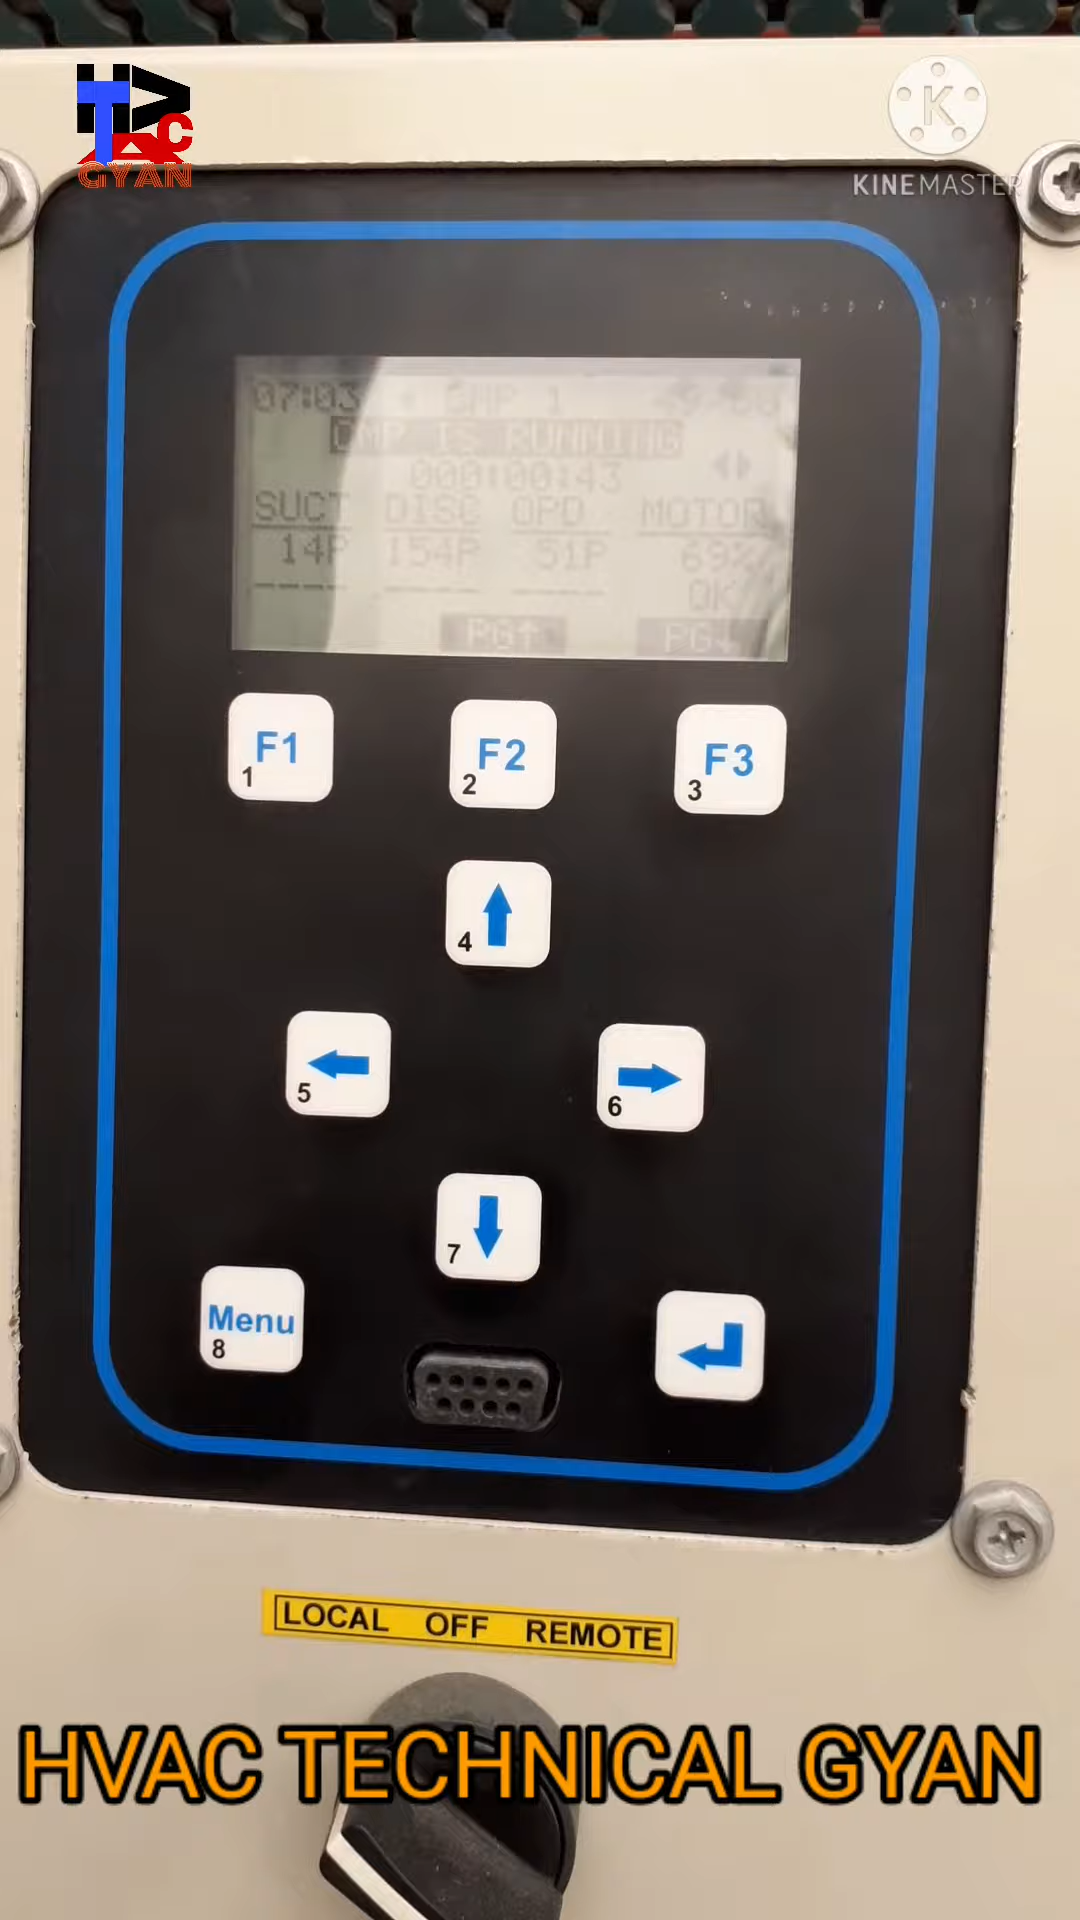 HVAC
GYAN
K
KINEMASTER
07:03 CMP 1
CMP IS RUNNING
000:00:43
SUCT DISC OPD MOTOR
14P 154P 51P 69%
---- ----- ----- OK
PG↑ PG↓
F1 F2 F3
1 2 3
4
5 6
7
Menu
8
LOCAL OFF REMOTE
HVAC TECHNICAL GYAN